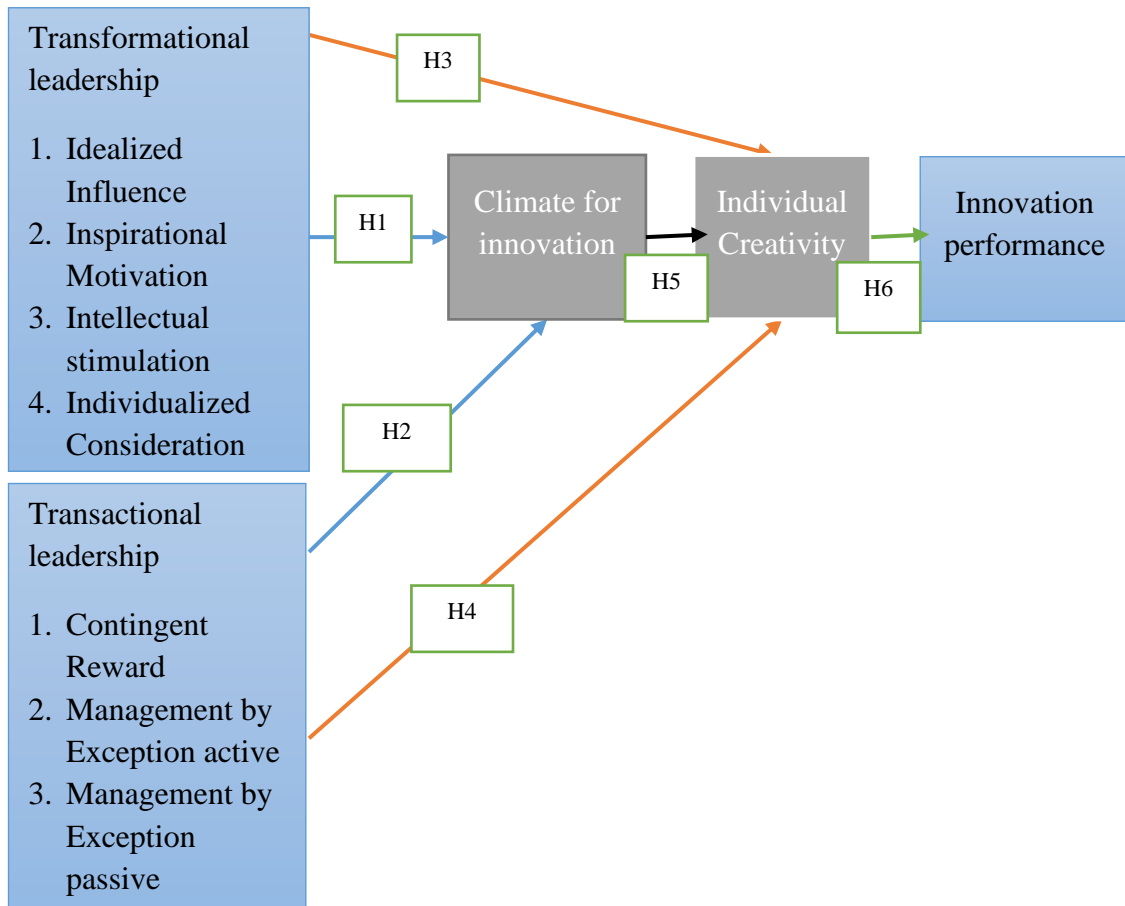 Transformational
leadership
1. Idealized
Influence
2. Inspirational
Motivation
3. Intellectual
stimulation
4. Individualized
Consideration
H3
H1
Climate for
innovation
Individual
Creativity
Innovation
performance
H5
H6
H2
Transactional
leadership
1. Contingent
Reward
2. Management by
Exception active
3. Management by
Exception
passive
H4